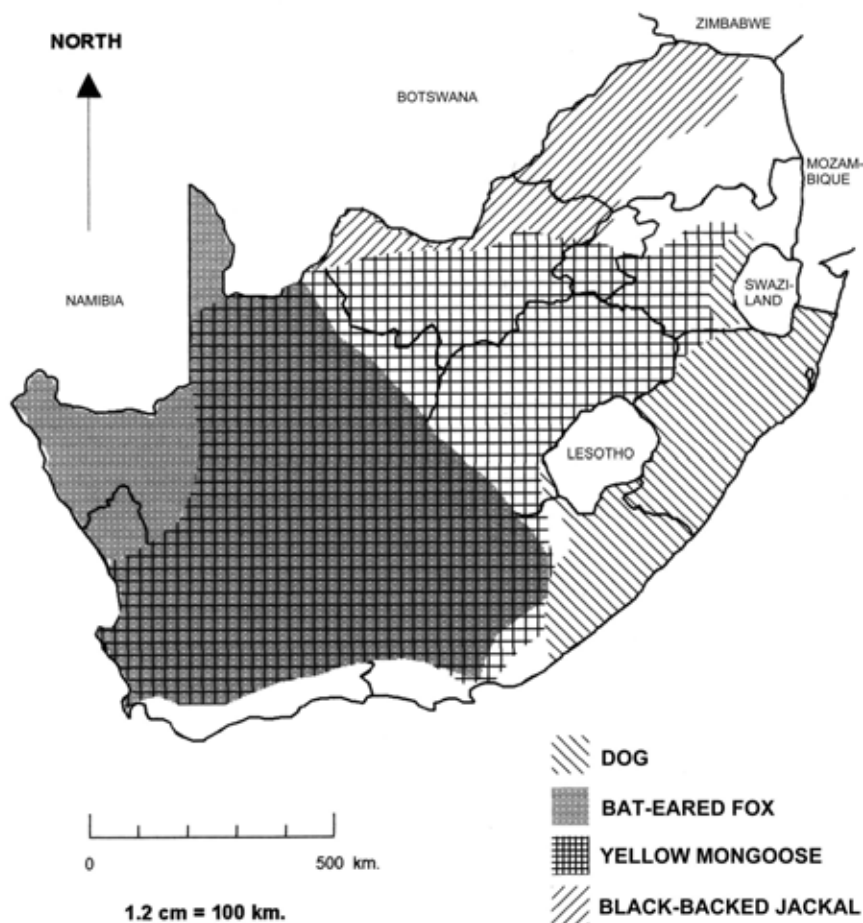 ZIMBABWE
NORTH
BOTSWANA
MOZAM-
BIQUE
NAMIBIA
SWAZI-
LAND
LESOTHO
DOG
BAT-EARED FOX
0
500 km.
YELLOW MONGOOSE
1.2 cm = 100 km.
BLACK-BACKED JACKAL